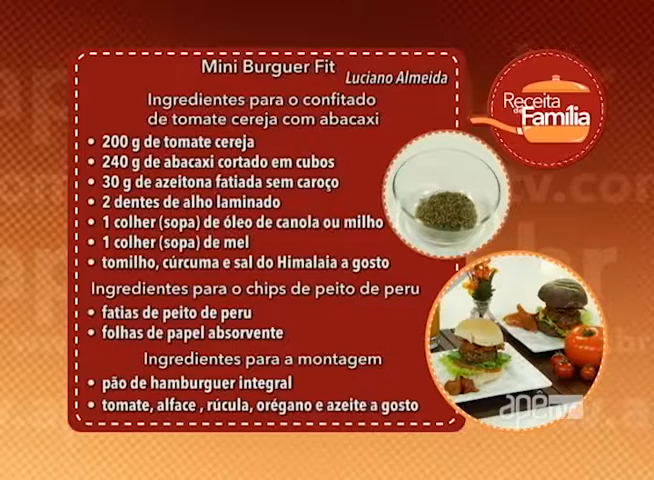 Mini Burguer Fit
Luciano Almeida
Receita
de
Família
Ingredientes para o confitado
de tomate cereja com abacaxi
• 200 g de tomate cereja
• 240 g de abacaxi cortado em cubos
• 30 g de azeitona fatiada sem caroço
• 2 dentes de alho laminado
• 1 colher (sopa) de óleo de canola ou milho
• 1 colher (sopa) de mel
• tomilho, cúrcuma e sal do Himalaia a gosto
Ingredientes para o chips de peito de peru
• fatias de peito de peru
• folhas de papel absorvente
Ingredientes para a montagem
• pão de hamburguer integral
• tomate, alface , rúcula, orégano e azeite a gosto
apê